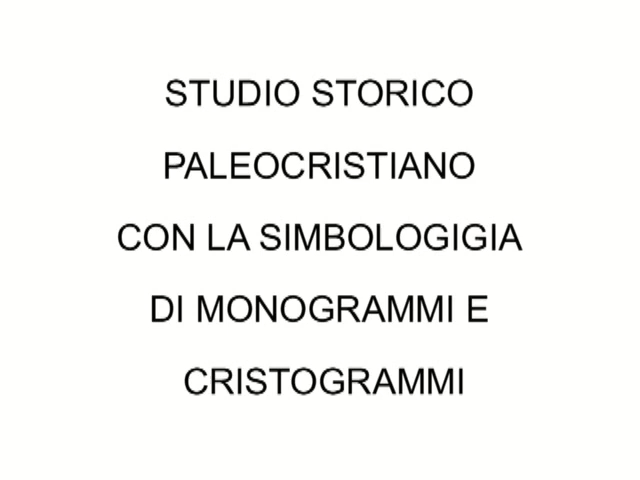 STUDIO STORICO
PALEOCRISTIANO
CON LA SIMBOLOGIGIA
DI MONOGRAMMI E
CRISTOGRAMMI